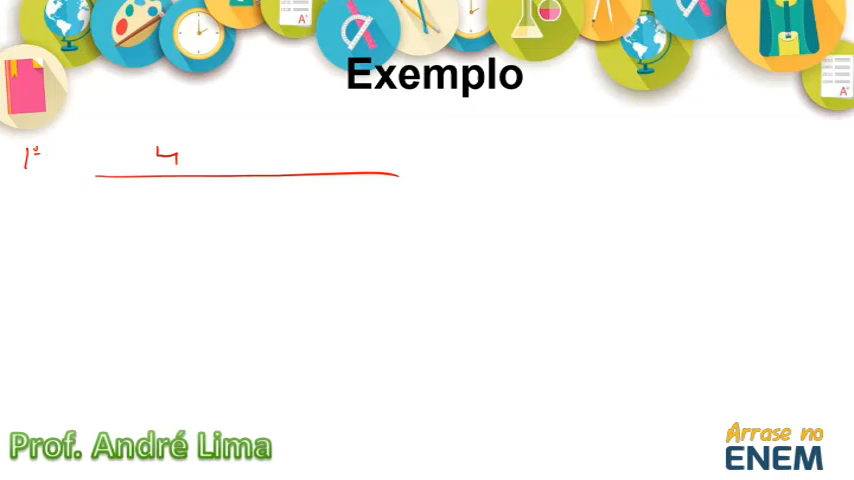 Exemplo
1º 4
Prof. André Lima
Arrase no
ENEM